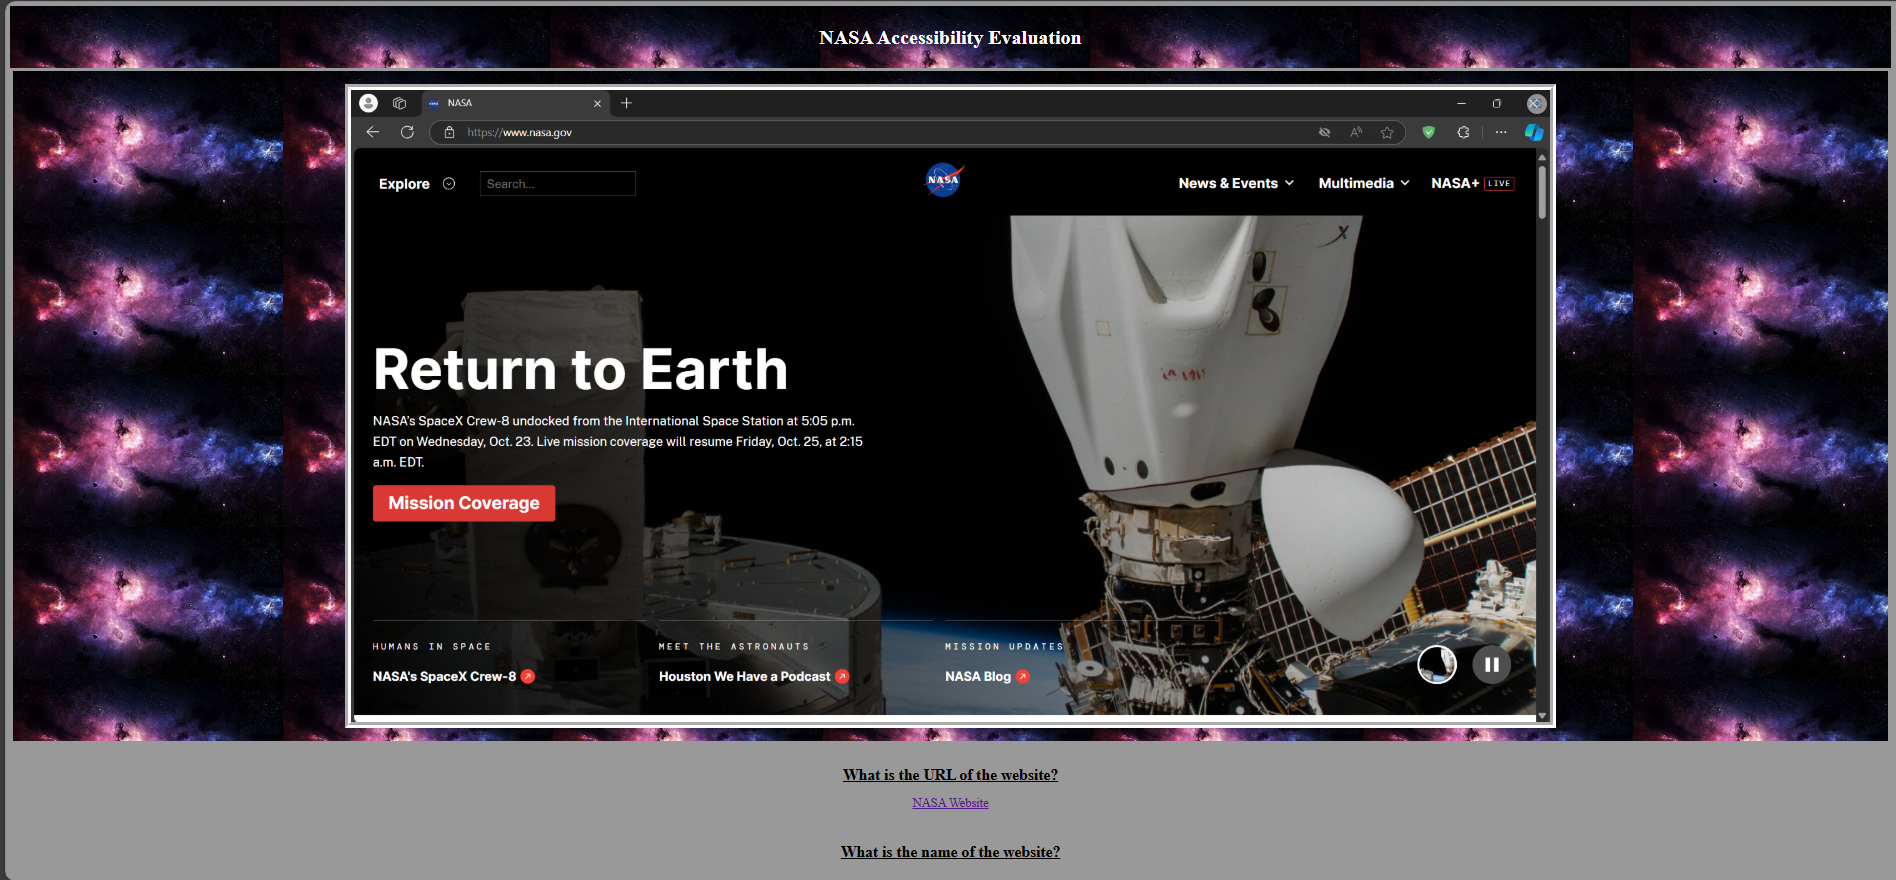 NASA Accessibility Evaluation
NASA
https://www.nasa.gov
Explore
Search...
NASA
News & Events
Multimedia
NASA+ LIVE
Return to Earth
NASA's SpaceX Crew-8 undocked from the International Space Station at 5:05 p.m.
EDT on Wednesday, Oct. 23. Live mission coverage will resume Friday, Oct. 25, at 2:15
a.m. EDT.
Mission Coverage
HUMANS IN SPACE
NASA's SpaceX Crew-8
MEET THE ASTRONAUTS
Houston We Have a Podcast
MISSION UPDATES
NASA Blog
What is the URL of the website?
NASA Website
What is the name of the website?